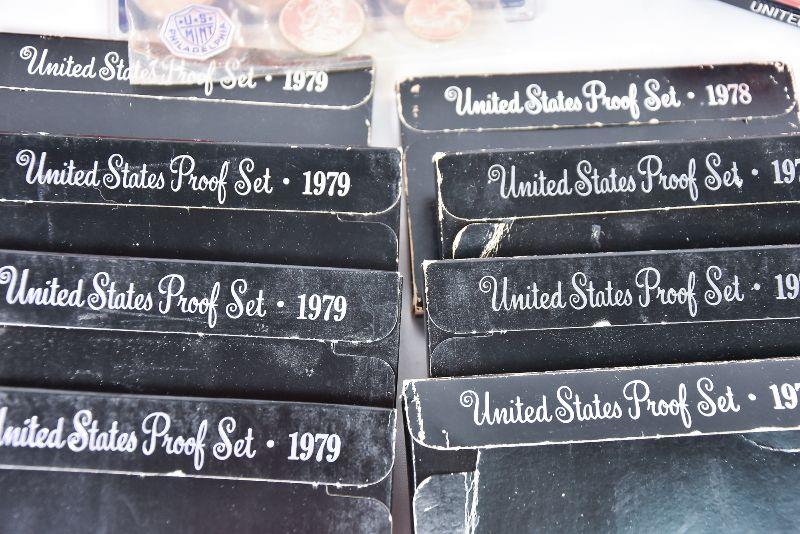 U.S.
MINT
PHILADELPHIA
UNITE
United States Proof Set • 1979
United States Proof Set • 1979
United States Proof Set • 1979
United States Proof Set • 1979
United States Proof Set • 1978
United States Proof Set • 197
United States Proof Set • 19
United States Proof Set • 197